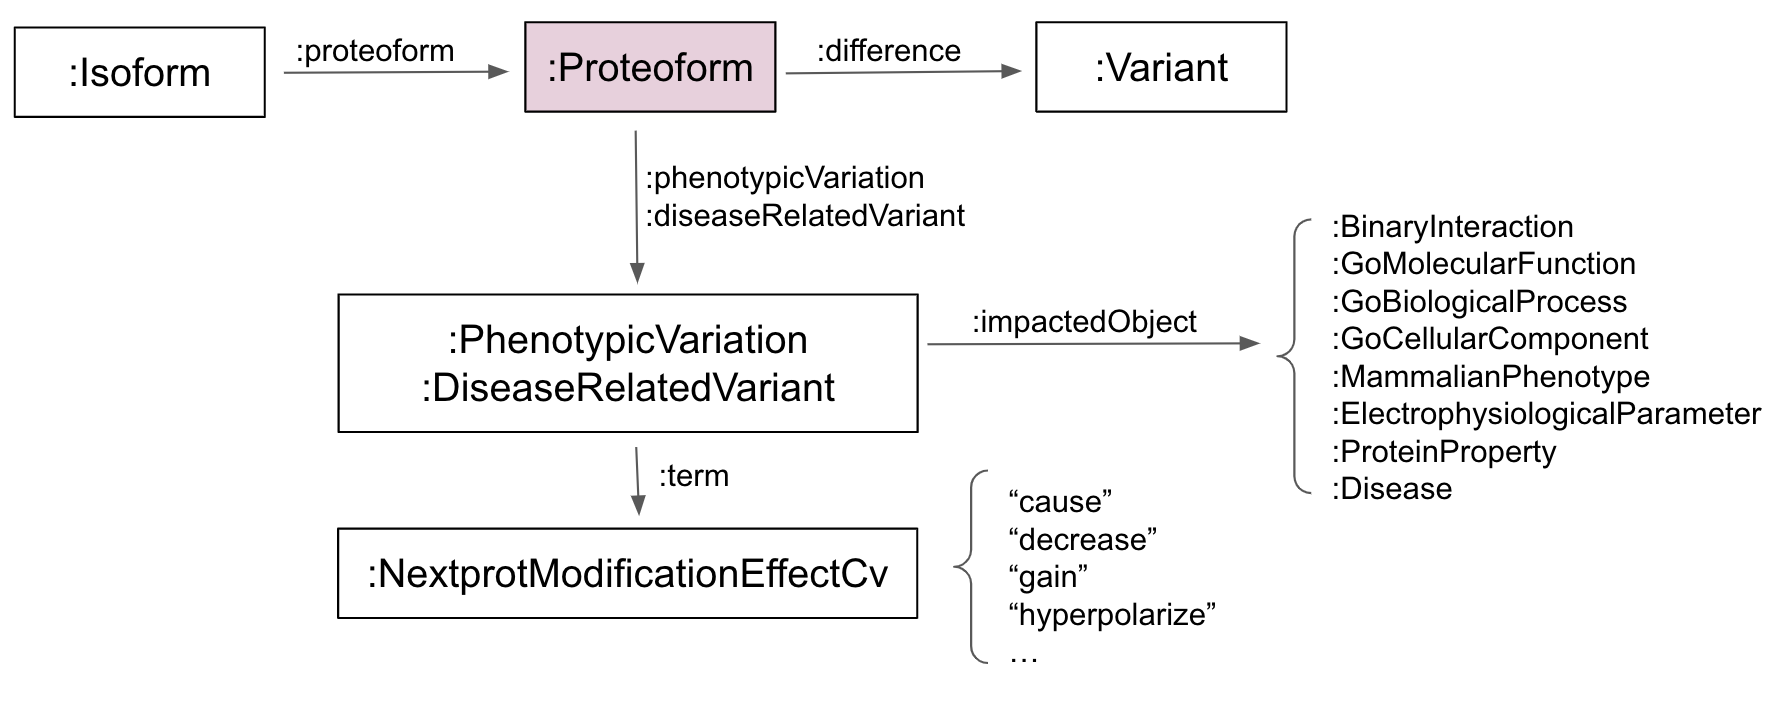 :Isoform
:proteoform
:Proteoform
:difference
:Variant
:phenotypicVariation
:diseaseRelatedVariant
:PhenotypicVariation
:DiseaseRelatedVariant
:impactedObject
:BinaryInteraction
:GoMolecularFunction
:GoBiologicalProcess
:GoCellularComponent
:MammalianPhenotype
:ElectrophysiologicalParameter
:ProteinProperty
:Disease
:term
:NextprotModificationEffectCv
“cause”
“decrease”
“gain”
“hyperpolarize”
…